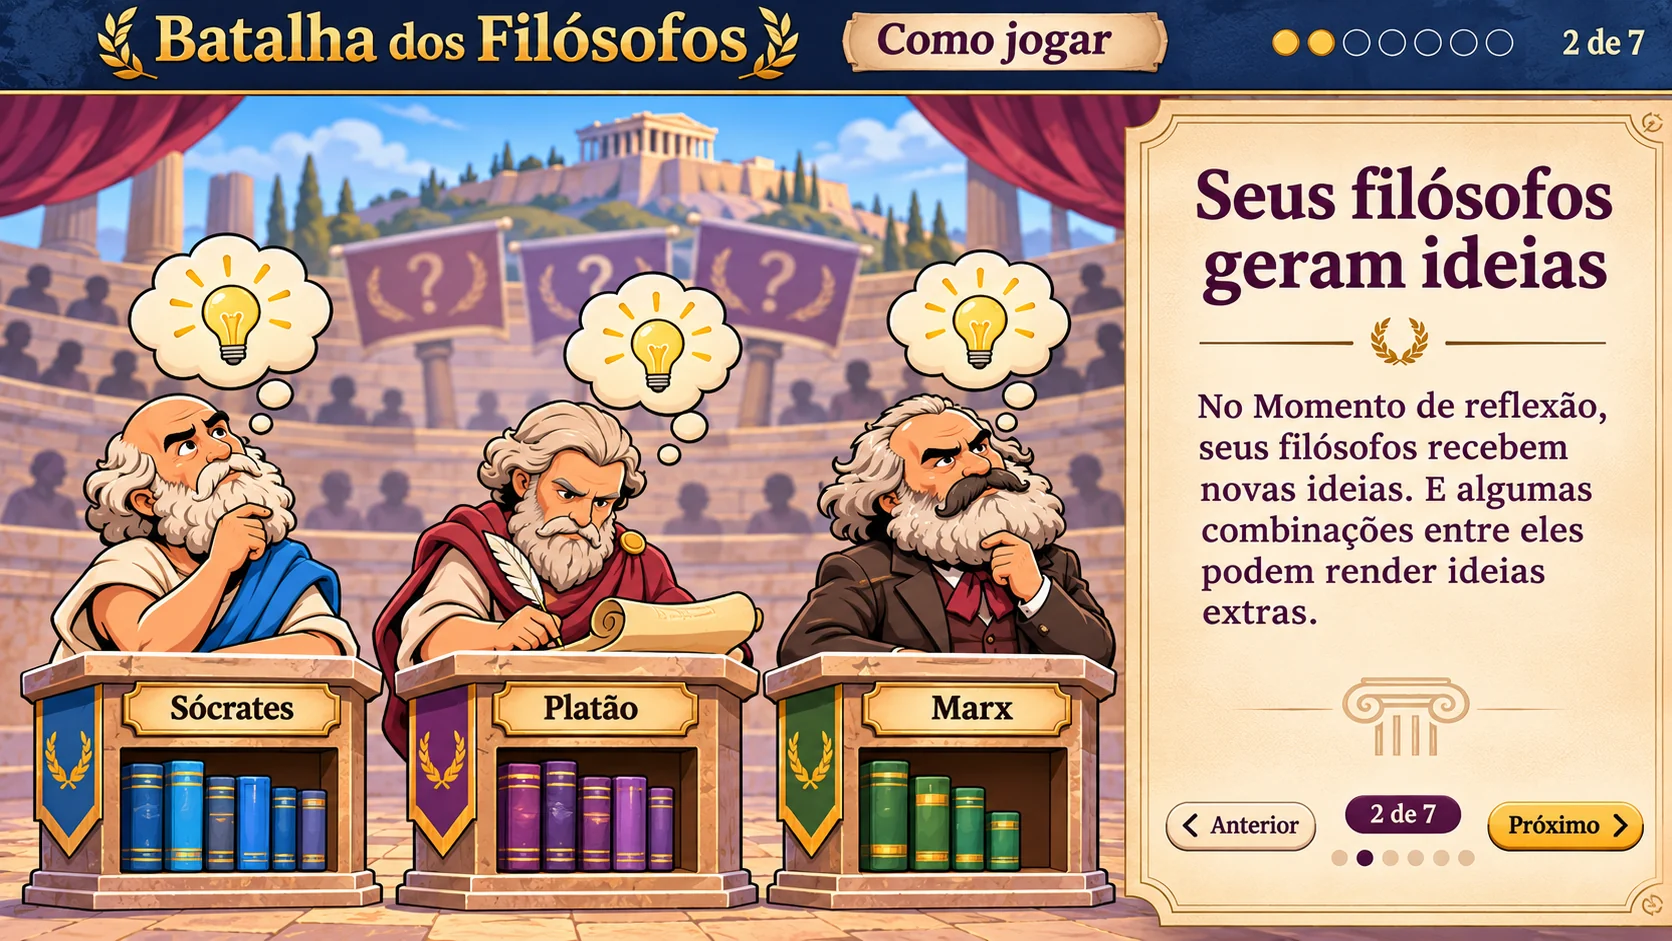 Batalha dos Filósofos
Como jogar
2 de 7
? ? ?
Seus filósofos
geram ideias
No Momento de reflexão,
seus filósofos recebem
novas ideias. E algumas
combinações entre eles
podem render ideias
extras.
Sócrates
Platão
Marx
Anterior
2 de 7
Próximo